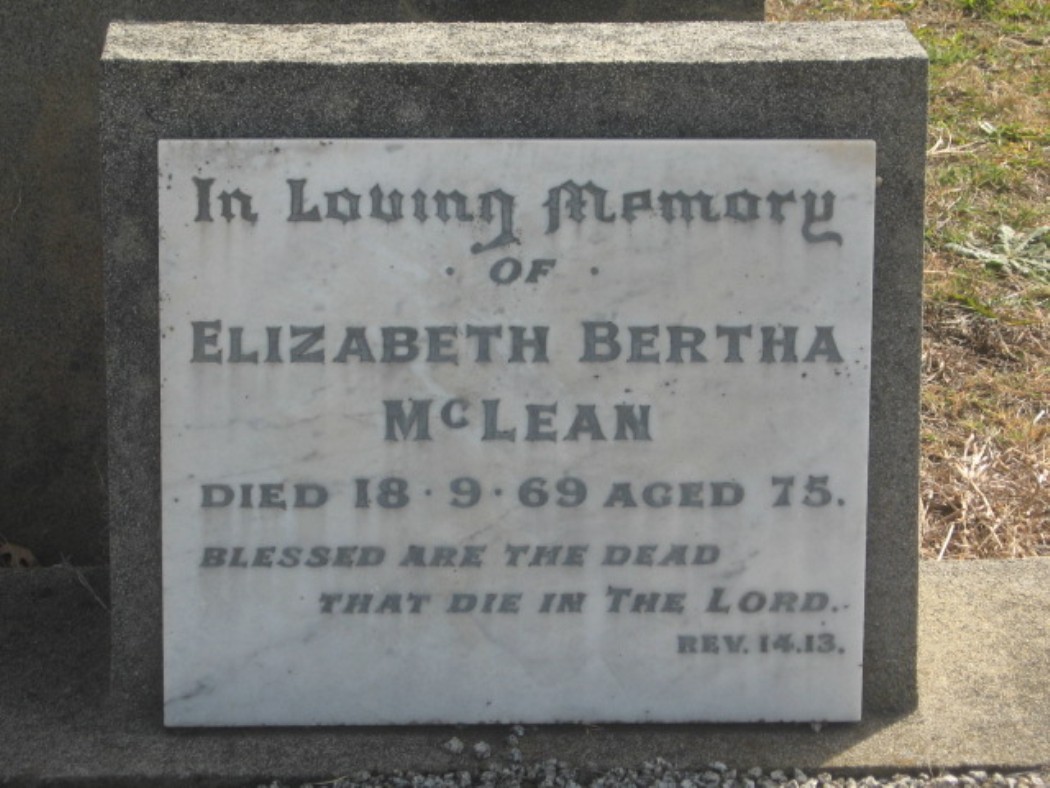 In Loving Memory
· OF ·
ELIZABETH BERTHA
McLEAN
DIED 18·9·69 AGED 75.
BLESSED ARE THE DEAD
THAT DIE IN THE LORD.
REV. 14.13.